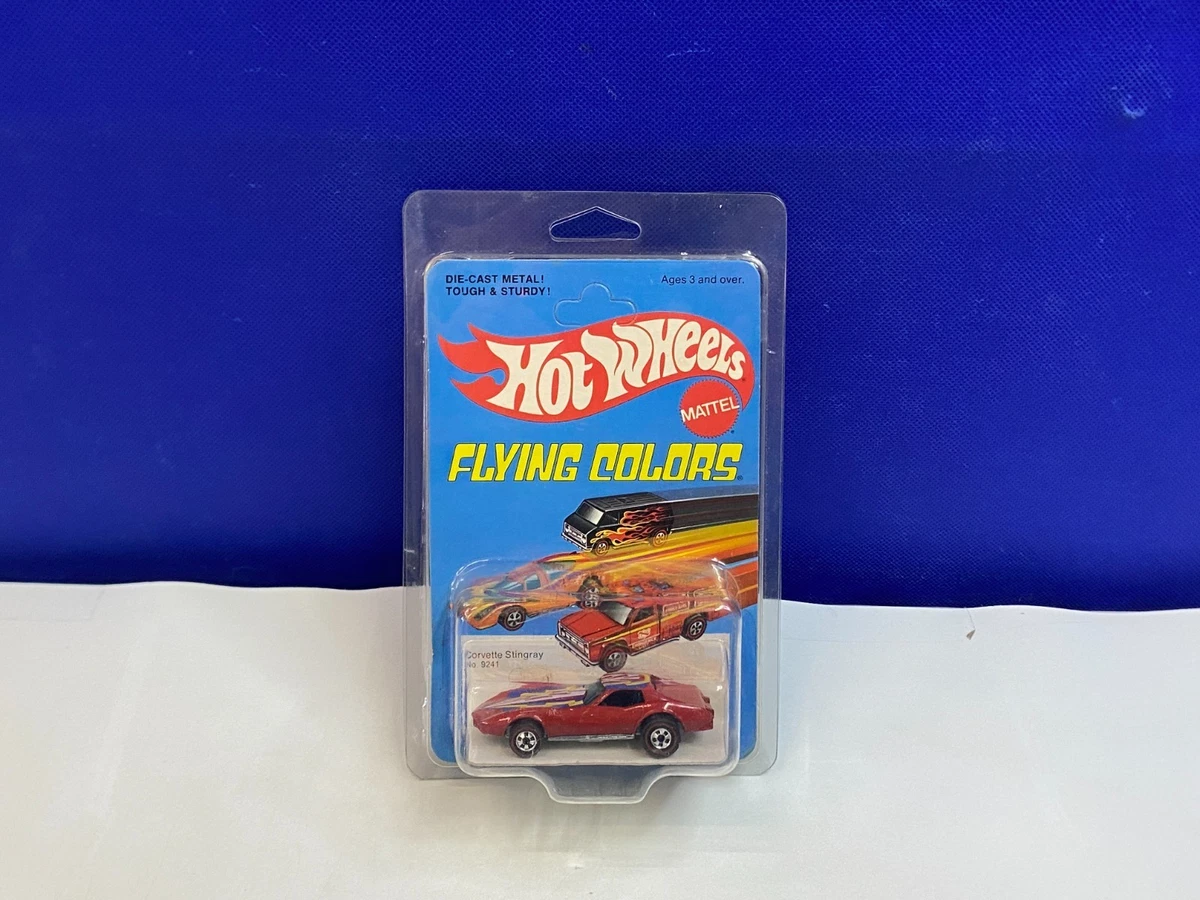 DIE-CAST METAL!
TOUGH & STURDY!
Ages 3 and over.
HOT WHEELS
MATTEL
FLYING COLORS
Corvette Stingray
No 9241